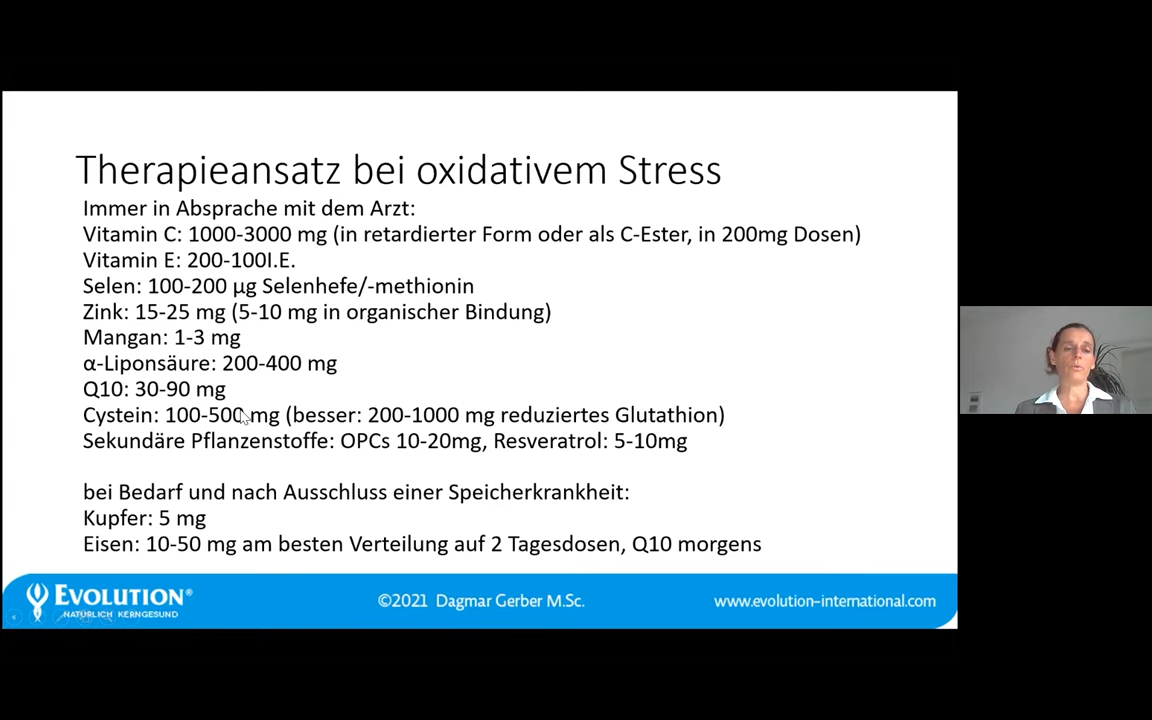 Therapieansatz bei oxidativem Stress
Immer in Absprache mit dem Arzt:
Vitamin C: 1000-3000 mg (in retardierter Form oder als C-Ester, in 200mg Dosen)
Vitamin E: 200-100I.E.
Selen: 100-200 µg Selenhefe/-methionin
Zink: 15-25 mg (5-10 mg in organischer Bindung)
Mangan: 1-3 mg
α-Liponsäure: 200-400 mg
Q10: 30-90 mg
Cystein: 100-500 mg (besser: 200-1000 mg reduziertes Glutathion)
Sekundäre Pflanzenstoffe: OPCs 10-20mg, Resveratrol: 5-10mg
bei Bedarf und nach Ausschluss einer Speicherkrankheit:
Kupfer: 5 mg
Eisen: 10-50 mg am besten Verteilung auf 2 Tagesdosen, Q10 morgens
EVOLUTION®
NATÜRLICH KERNGESUND
©2021 Dagmar Gerber M.Sc.
www.evolution-international.com